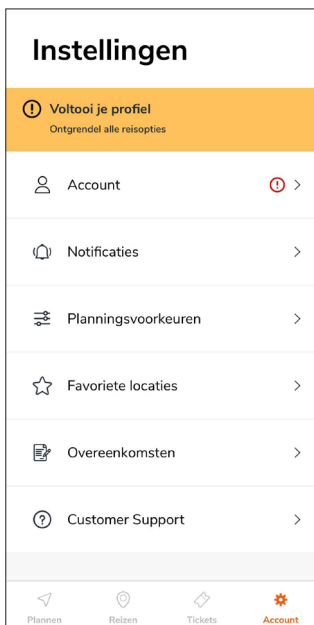 Instellingen
Voltooi je profiel
Ontgrendel alle reisopties
Account
Notificaties
Planningsvoorkeuren
Favoriete locaties
Overeenkomsten
Customer Support
Plannen Reizen Tickets Account